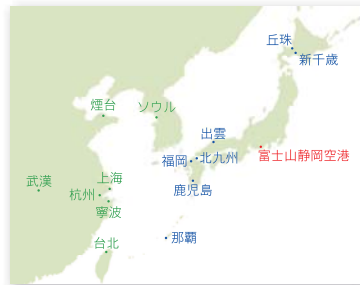 丘珠
新千歳
煙台
ソウル
出雲
福岡
北九州
富士山静岡空港
鹿児島
武漢
上海
杭州
寧波
那覇
台北